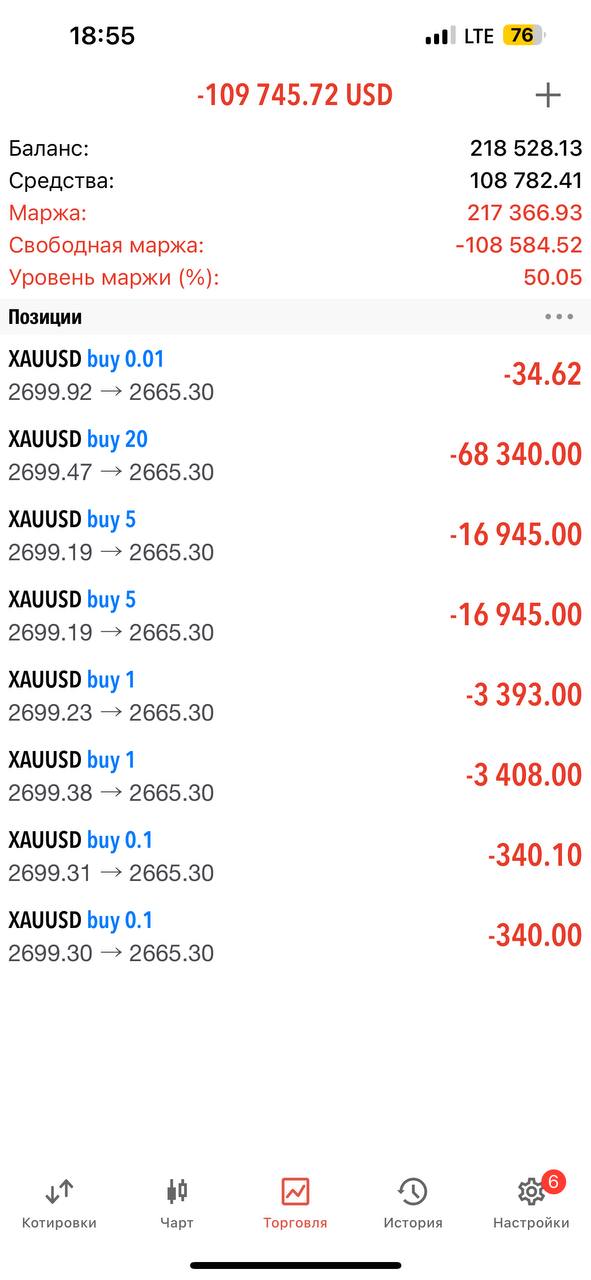 18:55
LTE 76
-109 745.72 USD
Баланс: 218 528.13
Средства: 108 782.41
Маржа: 217 366.93
Свободная маржа: -108 584.52
Уровень маржи (%): 50.05
Позиции
XAUUSD buy 0.01
2699.92 → 2665.30 -34.62
XAUUSD buy 20
2699.47 → 2665.30 -68 340.00
XAUUSD buy 5
2699.19 → 2665.30 -16 945.00
XAUUSD buy 5
2699.19 → 2665.30 -16 945.00
XAUUSD buy 1
2699.23 → 2665.30 -3 393.00
XAUUSD buy 1
2699.38 → 2665.30 -3 408.00
XAUUSD buy 0.1
2699.31 → 2665.30 -340.10
XAUUSD buy 0.1
2699.30 → 2665.30 -340.00
6
Котировки Чарт Торговля История Настройки